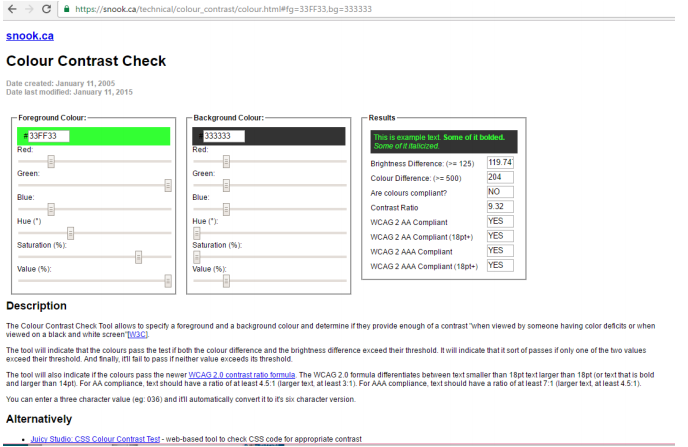 https://snook.ca/technical/colour_contrast/colour.html#fg=33FF33,bg=333333
snook.ca
Colour Contrast Check
Date created: January 11, 2005
Date last modified: January 11, 2015
Foreground Colour:
#33FF33
Red:
Green:
Blue:
Hue (°)
Saturation (%):
Value (%):
Background Colour:
#333333
Red:
Green:
Blue:
Hue (°):
Saturation (%):
Value (%):
Results
This is example text. Some of it bolded.
Some of it italicized.
Brightness Difference: (>= 125) 119.74
Colour Difference: (>= 500) 204
Are colours compliant? NO
Contrast Ratio 9.32
WCAG 2 AA Compliant YES
WCAG 2 AA Compliant (18pt+) YES
WCAG 2 AAA Compliant YES
WCAG 2 AAA Compliant (18pt+) YES
Description
The Colour Contrast Check Tool allows to specify a foreground and a background colour and determine if they provide enough of a contrast "when viewed by someone having color deficits or when
viewed on a black and white screen"[W3C].
The tool will indicate that the colours pass the test if both the colour difference and the brightness difference exceed their threshold. It will indicate that it sort of passes if only one of the two values
exceed their threshold. And finally, it'll fail to pass if neither value exceeds its threshold.
The tool will also indicate if the colours pass the newer WCAG 2.0 contrast ratio formula. The WCAG 2.0 formula differentiates between text smaller than 18pt text larger than 18pt (or text that is bold
and larger than 14pt). For AA compliance, text should have a ratio of at least 4.5:1 (larger text, at least 3:1). For AAA compliance, text should have a ratio of at least 7:1 (larger text, at least 4.5:1).
You can enter a three character value (eg: 036) and it'll automatically convert it to it's six character version.
Alternatively
Juicy Studio: CSS Colour Contrast Test - web-based tool to check CSS code for appropriate contrast